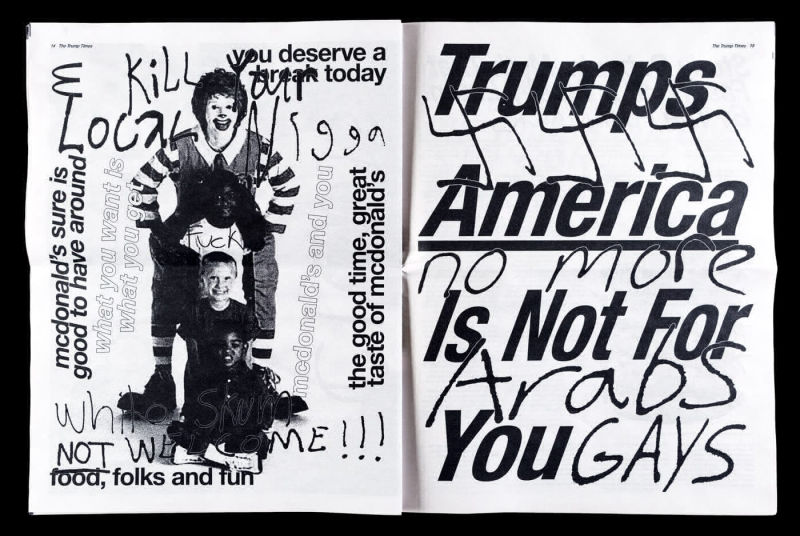 14 The Trump Times
you deserve a
break today
Kill Your
Local Nigga
mcdonald's sure is
good to have around
what you want is
what you get
Fuck
mcdonald's and you
the good time, great
taste of mcdonald's
White Skum
NOT WELCOME!!!
food, folks and fun
The Trump Times 15
Trumps
America
no more
Is Not For
Arabs
You GAYS